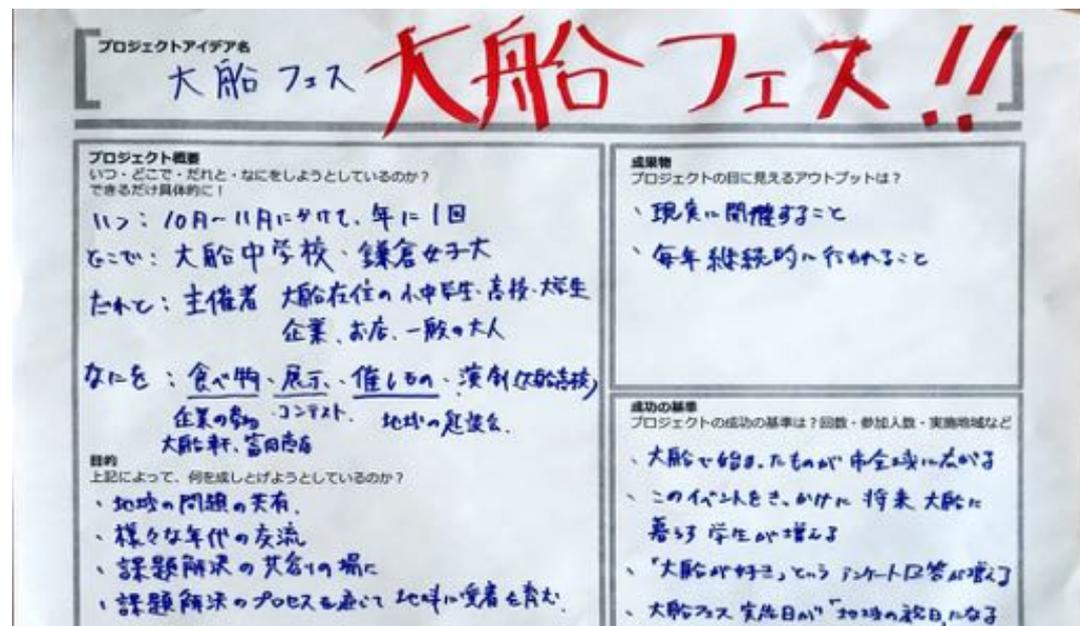 プロジェクトアイデア名
大船フェス
大船フェス!!
プロジェクト概要
いつ・どこで・だれと・なにをしようとしているのか?
できるだけ具体的に!
いつ:10月~11月にかけて、年に1回
どこで:大船中学校・鎌倉女子大
だれと:主催者 大船在住の小中学生・高校・大学生
企業、お店、一般の大人
なにを:食べ物・展示・催しもの・演劇(大船高校)
企業の参加 コンテスト 地域の
大船軒、富岡商店
目的
上記によって、何を成しとげようとしているのか?
・地域の問題の共有
・様々な年代の交流
・課題解決の 場に
・課題解決のプロセスを通じて地域に愛着を育む
成果物
プロジェクトの目に見えるアウトプットは?
・現実に開催すること
・毎年継続的に行われること
成功の基準
プロジェクトの成功の基準は?回数・参加人数・実施地域など
・大船で始まったものが市全域に広がる
・このイベントをきっかけに将来大船に
暮らす学生が増える
・「大船が好き」というアンケート回答が増える
・大船フェス実施日が「地域の祝日」になる